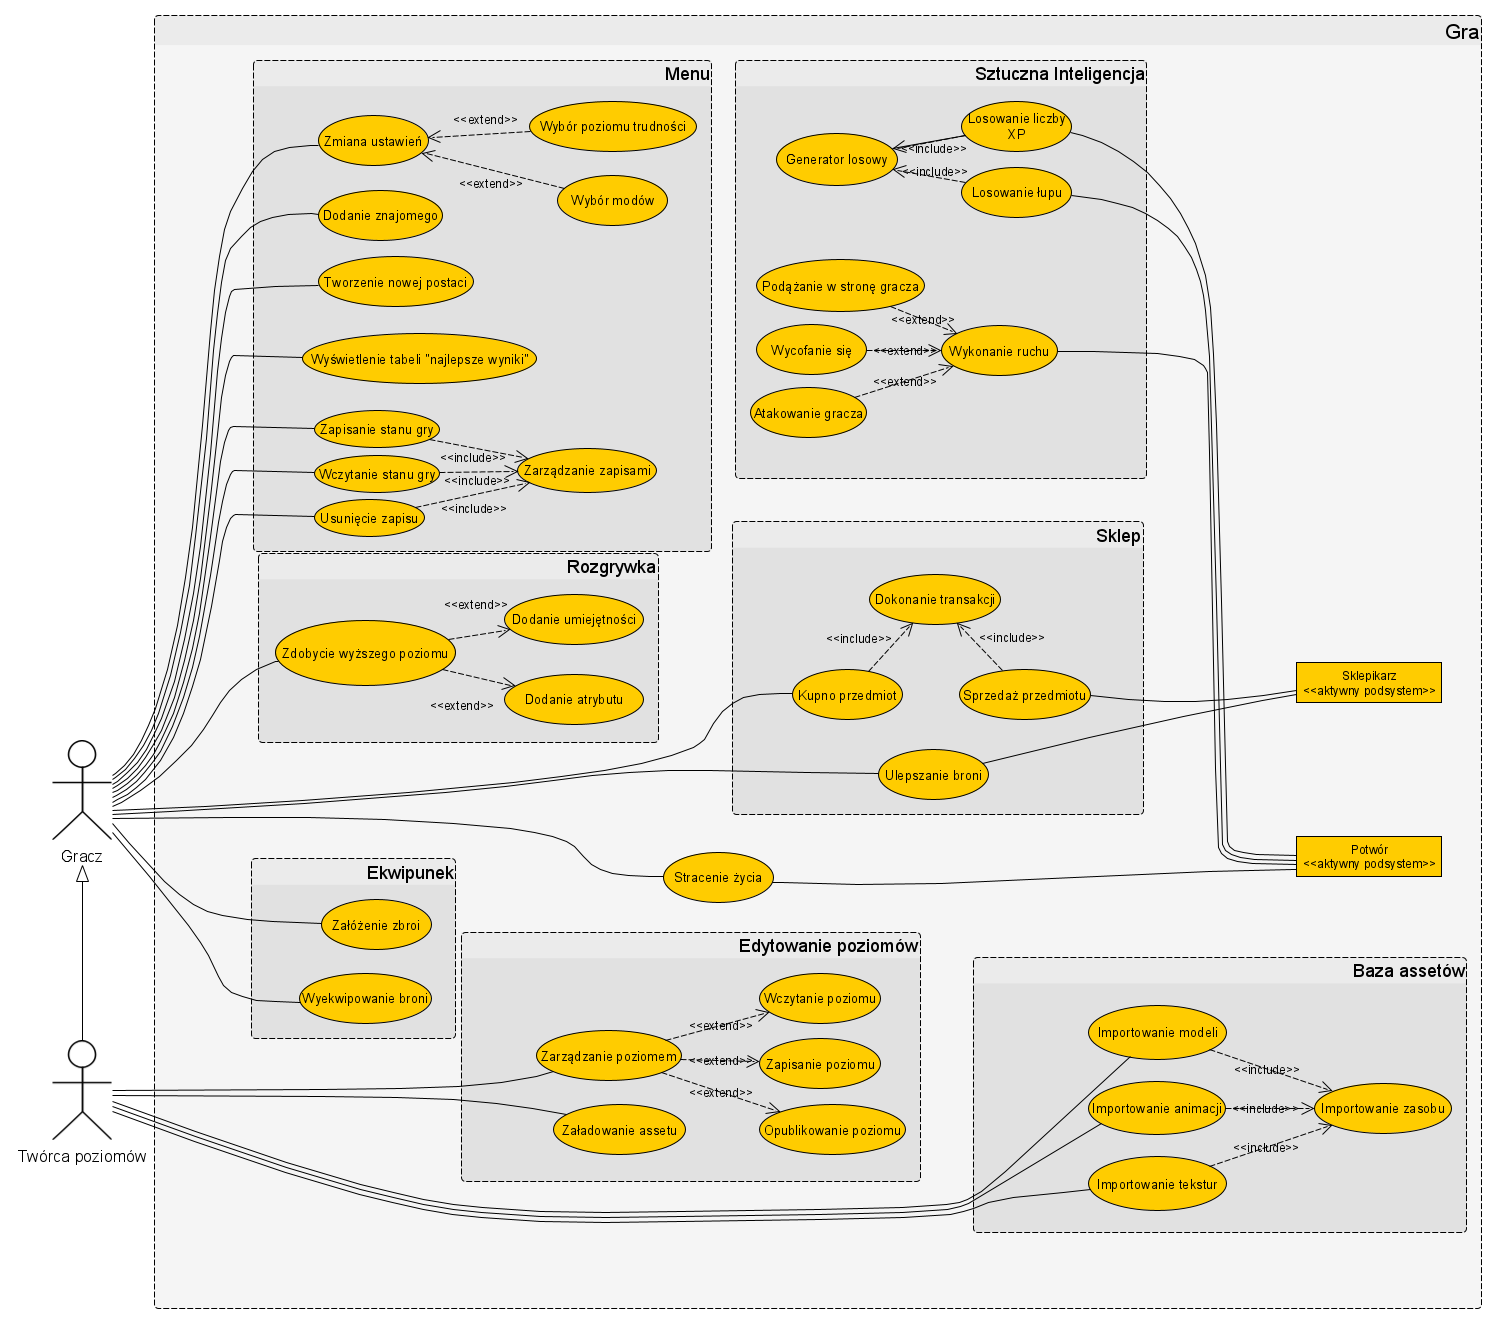 Gra
Menu
Zmiana ustawień
<<extend>>
Wybór poziomu trudności
<<extend>>
Wybór modów
Dodanie znajomego
Tworzenie nowej postaci
Wyświetlenie tabeli "najlepsze wyniki"
Zapisanie stanu gry
<<include>>
Wczytanie stanu gry
<<include>>
Zarządzanie zapisami
Usunięcie zapisu
<<include>>
Sztuczna Inteligencja
Losowanie liczby
XP
Generator losowy
<<include>>
<<include>>
Losowanie łupu
Podążanie w stronę gracza
<<extend>>
Wycofanie się
<<extend>>
Wykonanie ruchu
<<extend>>
Atakowanie gracza
Rozgrywka
Zdobycie wyższego poziomu
<<extend>>
Dodanie umiejętności
<<extend>>
Dodanie atrybutu
Sklep
Dokonanie transakcji
<<include>>
<<include>>
Kupno przedmiot
Sprzedaż przedmiotu
Ulepszanie broni
Sklepikarz
<<aktywny podsystem>>
Gracz
Stracenie życia
Potwór
<<aktywny podsystem>>
Ekwipunek
Załóżenie zbroi
Wyekwipowanie broni
Edytowanie poziomów
Wczytanie poziomu
<<extend>>
Zarządzanie poziomem
<<extend>>
Zapisanie poziomu
<<extend>>
Załadowanie assetu
Opublikowanie poziomu
Baza assetów
Importowanie modeli
<<include>>
Importowanie animacji
<<include>>
Importowanie zasobu
<<include>>
Importowanie tekstur
Twórca poziomów